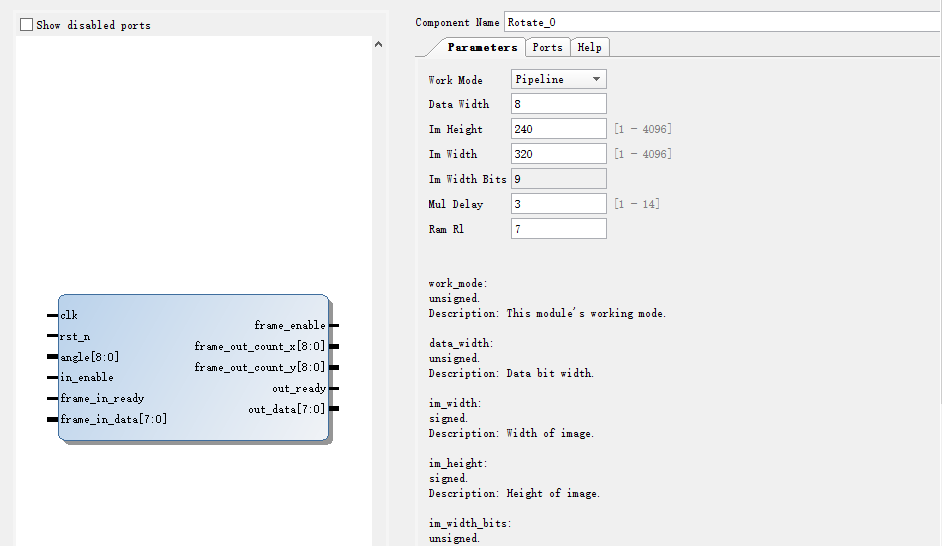 Show disabled ports
clk
rst_n
angle[8:0]
in_enable
frame_in_ready
frame_in_data[7:0]
frame_enable
frame_out_count_x[8:0]
frame_out_count_y[8:0]
out_ready
out_data[7:0]
Component Name Rotate_0
Parameters Ports Help
Work Mode Pipeline
Data Width 8
Im Height 240 [1 - 4096]
Im Width 320 [1 - 4096]
Im Width Bits 9
Mul Delay 3 [1 - 14]
Ram Rl 7
work_mode:
unsigned.
Description: This module's working mode.
data_width:
unsigned.
Description: Data bit width.
im_width:
signed.
Description: Width of image.
im_height:
signed.
Description: Height of image.
im_width_bits:
unsigned.